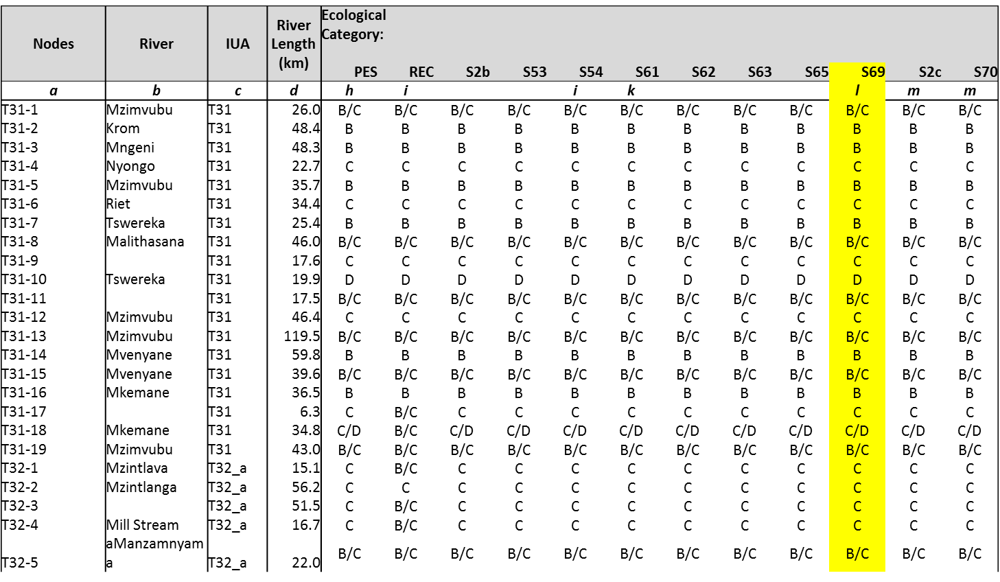 Nodes River IUA River Length (km) Ecological Category: PES REC S2b S53 S54 S61 S62 S63 S65 S69 S2c S70
a b c d h i i k l m m
T31-1 Mzimvubu T31 26.0 B/C B/C B/C B/C B/C B/C B/C B/C B/C B/C B/C B/C
T31-2 Krom T31 48.4 B B B B B B B B B B B B
T31-3 Mngeni T31 48.3 B B B B B B B B B B B B
T31-4 Nyongo T31 22.7 C C C C C C C C C C C C
T31-5 Mzimvubu T31 35.7 B B B B B B B B B B B B
T31-6 Riet T31 34.4 C C C C C C C C C C C C
T31-7 Tswereka T31 25.4 B B B B B B B B B B B B
T31-8 Malithasana T31 46.0 B/C B/C B/C B/C B/C B/C B/C B/C B/C B/C B/C B/C
T31-9 T31 17.6 C C C C C C C C C C C C
T31-10 Tswereka T31 19.9 D D D D D D D D D D D D
T31-11 T31 17.5 B/C B/C B/C B/C B/C B/C B/C B/C B/C B/C B/C B/C
T31-12 Mzimvubu T31 46.4 C C C C C C C C C C C C
T31-13 Mzimvubu T31 119.5 B/C B/C B/C B/C B/C B/C B/C B/C B/C B/C B/C B/C
T31-14 Mvenyane T31 59.8 B B B B B B B B B B B B
T31-15 Mvenyane T31 39.6 B/C B/C B/C B/C B/C B/C B/C B/C B/C B/C B/C B/C
T31-16 Mkemane T31 36.5 B B B B B B B B B B B B
T31-17 T31 6.3 C B/C C C C C C C C C C C
T31-18 Mkemane T31 34.8 C/D B/C C/D C/D C/D C/D C/D C/D C/D C/D C/D C/D
T31-19 Mzimvubu T31 43.0 B/C B/C B/C B/C B/C B/C B/C B/C B/C B/C B/C B/C
T32-1 Mzintlava T32_a 15.1 C B/C C C C C C C C C C C
T32-2 Mzintlanga T32_a 56.2 C C C C C C C C C C C C
T32-3 T32_a 51.5 C B/C C C C C C C C C C C
T32-4 Mill Stream T32_a 16.7 C B/C C C C C C C C C C C
aManzamnyam
T32-5 a T32_a 22.0 B/C B/C B/C B/C B/C B/C B/C B/C B/C B/C B/C B/C